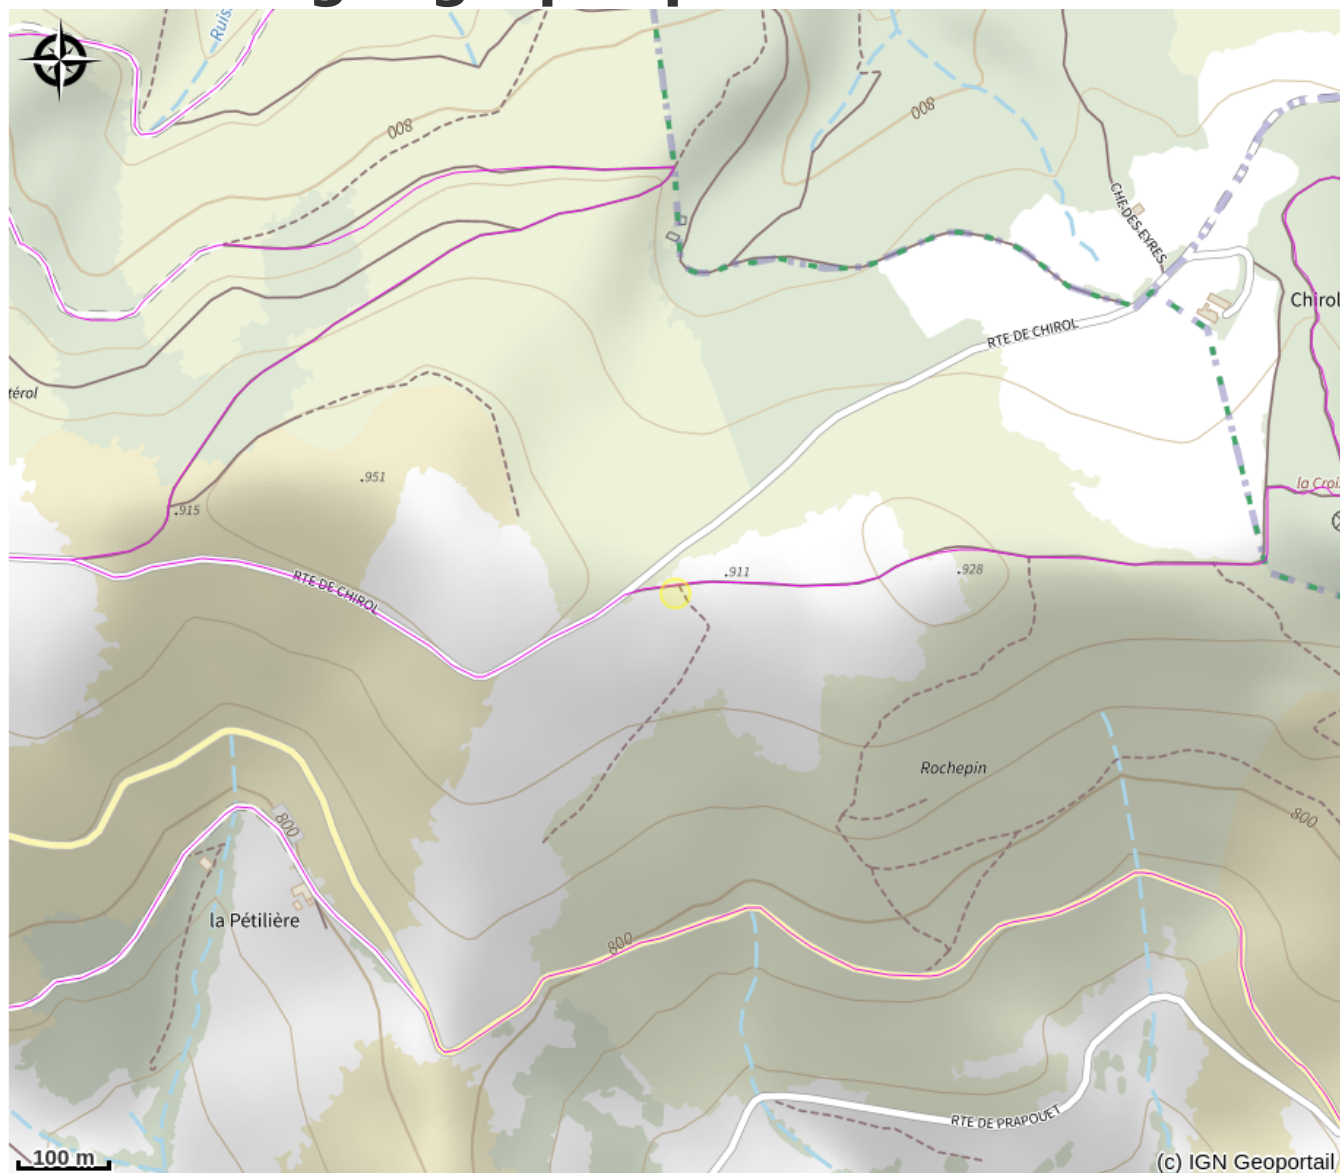 Ruis
800
800
CHE DES EYRES
Chirol
RTE DE CHIROL
térol
.951
la Croi
.915
.911
.928
RTE DE CHIROL
Rochepin
800
800
la Pétilière
800
RTE DE PRAPOUET
100 m
(c) IGN Geoportail